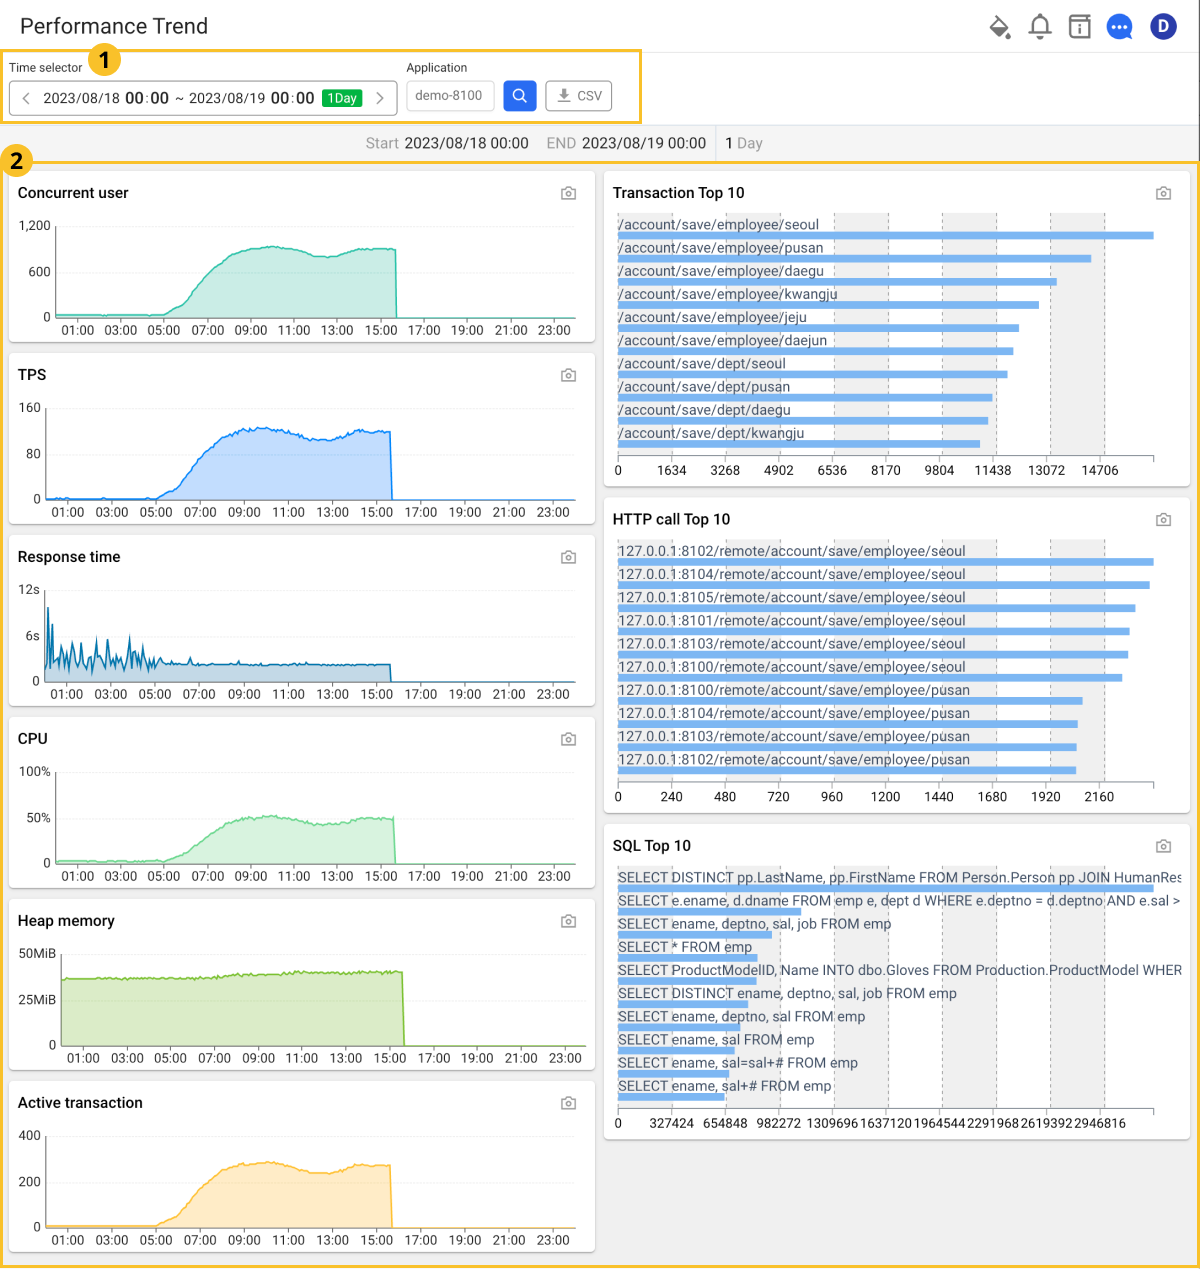 Performance Trend
D
1
Time selector
Application
2023/08/18 00:00 ~ 2023/08/19 00:00 1Day
demo-8100
CSV
Start 2023/08/18 00:00 END 2023/08/19 00:00 1 Day
2
Concurrent user
1,200
600
0
01:00 03:00 05:00 07:00 09:00 11:00 13:00 15:00 17:00 19:00 21:00 23:00
TPS
160
80
0
01:00 03:00 05:00 07:00 09:00 11:00 13:00 15:00 17:00 19:00 21:00 23:00
Response time
12s
6s
0
01:00 03:00 05:00 07:00 09:00 11:00 13:00 15:00 17:00 19:00 21:00 23:00
CPU
100%
50%
0
01:00 03:00 05:00 07:00 09:00 11:00 13:00 15:00 17:00 19:00 21:00 23:00
Heap memory
50MiB
25MiB
0
01:00 03:00 05:00 07:00 09:00 11:00 13:00 15:00 17:00 19:00 21:00 23:00
Active transaction
400
200
0
01:00 03:00 05:00 07:00 09:00 11:00 13:00 15:00 17:00 19:00 21:00 23:00
Transaction Top 10
/account/save/employee/seoul
/account/save/employee/pusan
/account/save/employee/daegu
/account/save/employee/kwangju
/account/save/employee/jeju
/account/save/employee/daejun
/account/save/dept/seoul
/account/save/dept/pusan
/account/save/dept/daegu
/account/save/dept/kwangju
0 1634 3268 4902 6536 8170 9804 11438 13072 14706
HTTP call Top 10
127.0.0.1:8102/remote/account/save/employee/seoul
127.0.0.1:8104/remote/account/save/employee/seoul
127.0.0.1:8105/remote/account/save/employee/seoul
127.0.0.1:8101/remote/account/save/employee/seoul
127.0.0.1:8103/remote/account/save/employee/seoul
127.0.0.1:8100/remote/account/save/employee/seoul
127.0.0.1:8100/remote/account/save/employee/pusan
127.0.0.1:8104/remote/account/save/employee/pusan
127.0.0.1:8103/remote/account/save/employee/pusan
127.0.0.1:8102/remote/account/save/employee/pusan
0 240 480 720 960 1200 1440 1680 1920 2160
SQL Top 10
SELECT DISTINCT pp.LastName, pp.FirstName FROM Person.Person pp JOIN HumanRes
SELECT e.ename, d.dname FROM emp e, dept d WHERE e.deptno = d.deptno AND e.sal >
SELECT ename, deptno, sal, job FROM emp
SELECT * FROM emp
SELECT ProductModelID, Name INTO dbo.Gloves FROM Production.ProductModel WHER
SELECT DISTINCT ename, deptno, sal, job FROM emp
SELECT ename, deptno, sal FROM emp
SELECT ename, sal FROM emp
SELECT ename, sal=sal+# FROM emp
SELECT ename, sal+# FROM emp
0 327424 654848 982272 1309696 1637120 1964544 2291968 2619392 2946816